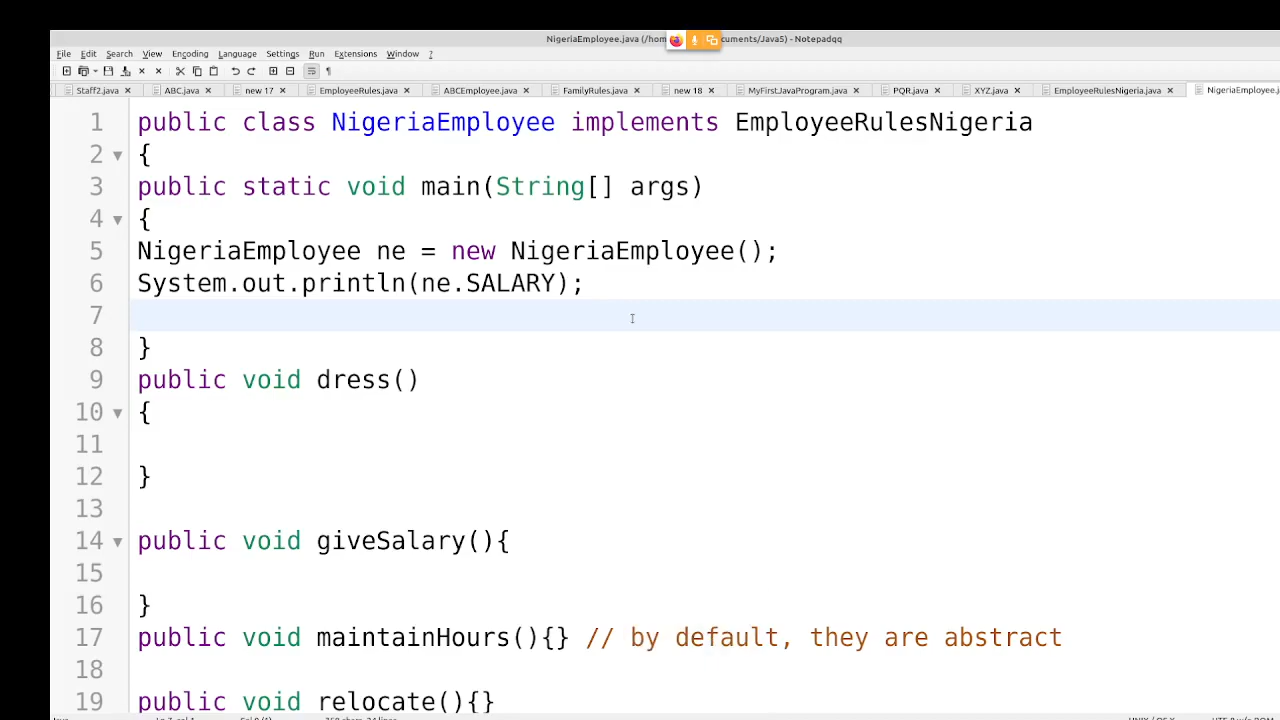 NigeriaEmployee.java (/hom cuments/Java5) - Notepadqq
File Edit Search View Encoding Language Settings Run Extensions Window ?
Staff2.java ABC.java new 17 EmployeeRules.java ABCEmployee.java FamilyRules.java new 18 MyFirstJavaProgram.java PQR.java XYZ.java EmployeeRulesNigeria.java NigeriaEmployee.j
1 public class NigeriaEmployee implements EmployeeRulesNigeria
2 {
3 public static void main(String[] args)
4 {
5 NigeriaEmployee ne = new NigeriaEmployee();
6 System.out.println(ne.SALARY);
7
8 }
9 public void dress()
10 {
11
12 }
13
14 public void giveSalary(){
15
16 }
17 public void maintainHours(){} // by default, they are abstract
18
19 public void relocate(){}